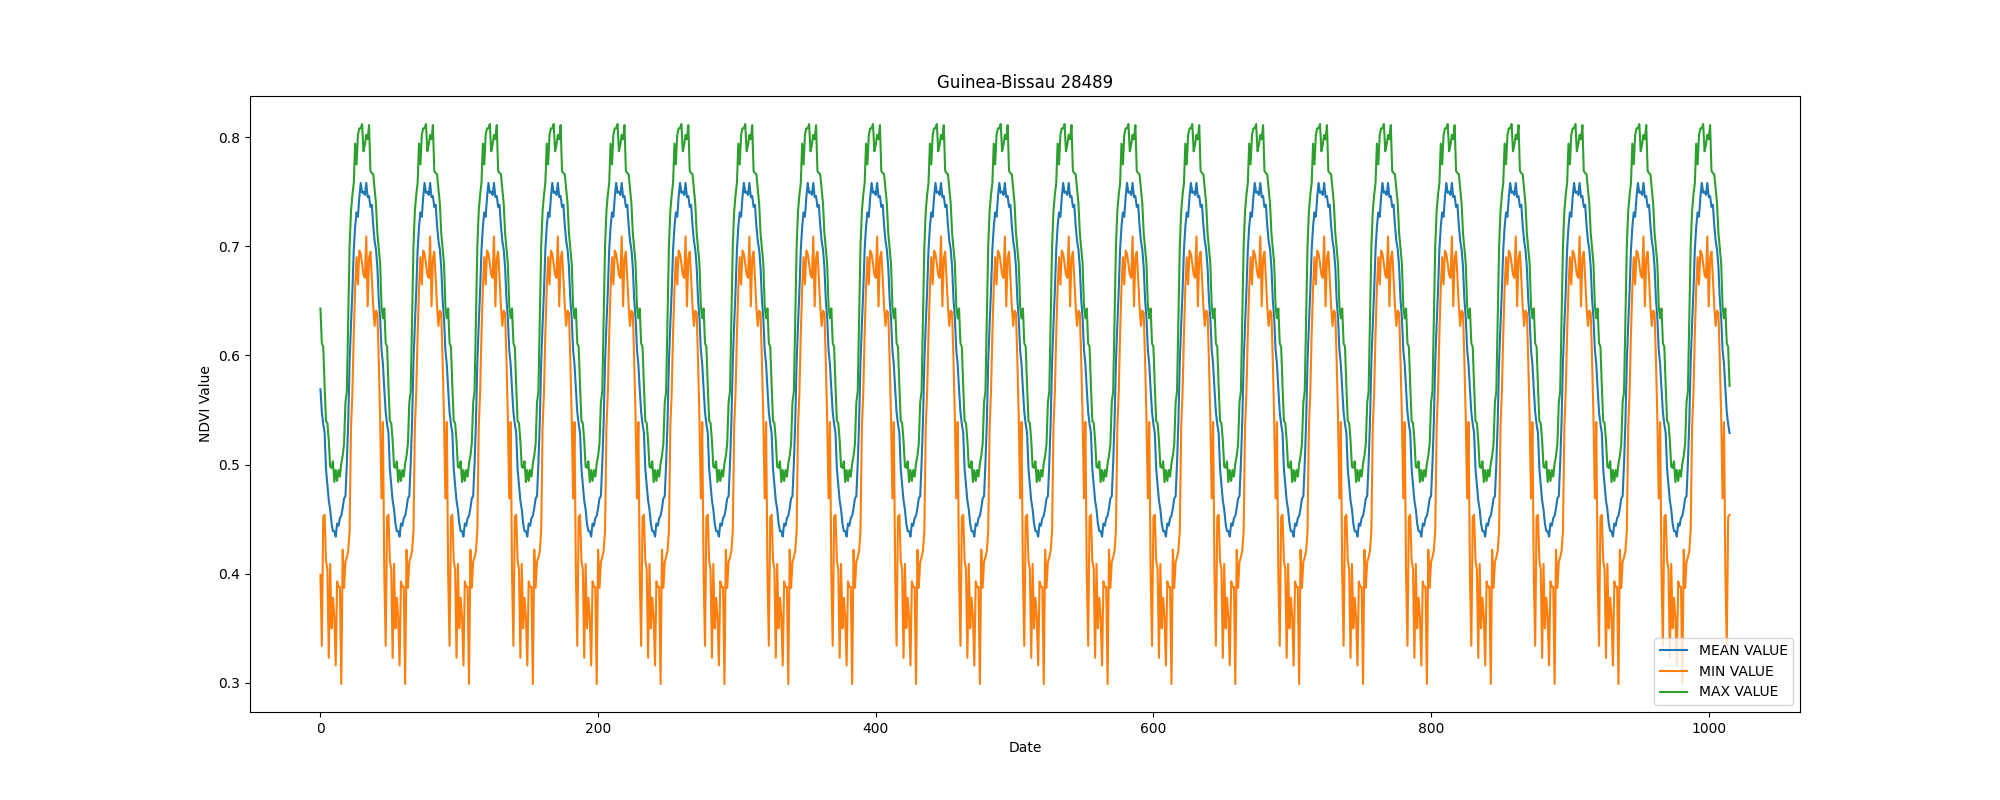 Guinea-Bissau 28489
NDVI Value
0.8
0.7
0.6
0.5
0.4
0.3
0
200
400
600
800
1000
Date
MEAN VALUE
MIN VALUE
MAX VALUE